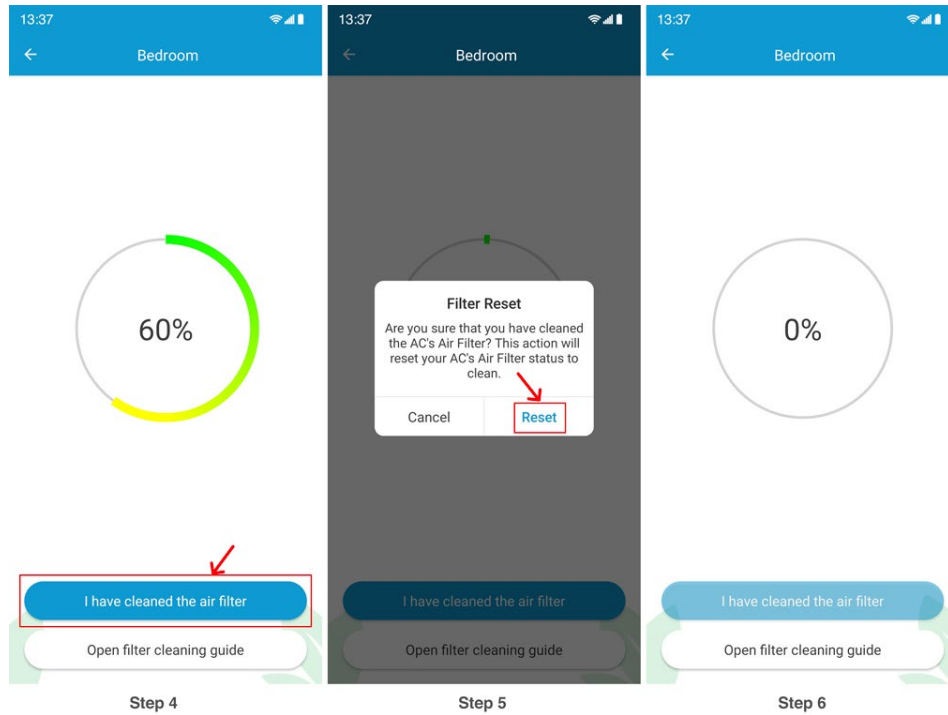 13:37
Bedroom
60%
I have cleaned the air filter
Open filter cleaning guide
Step 4
13:37
Bedroom
Filter Reset
Are you sure that you have cleaned
the AC's Air Filter? This action will
reset your AC's Air Filter status to
clean.
Cancel
Reset
I have cleaned the air filter
Open filter cleaning guide
Step 5
13:37
Bedroom
0%
I have cleaned the air filter
Open filter cleaning guide
Step 6